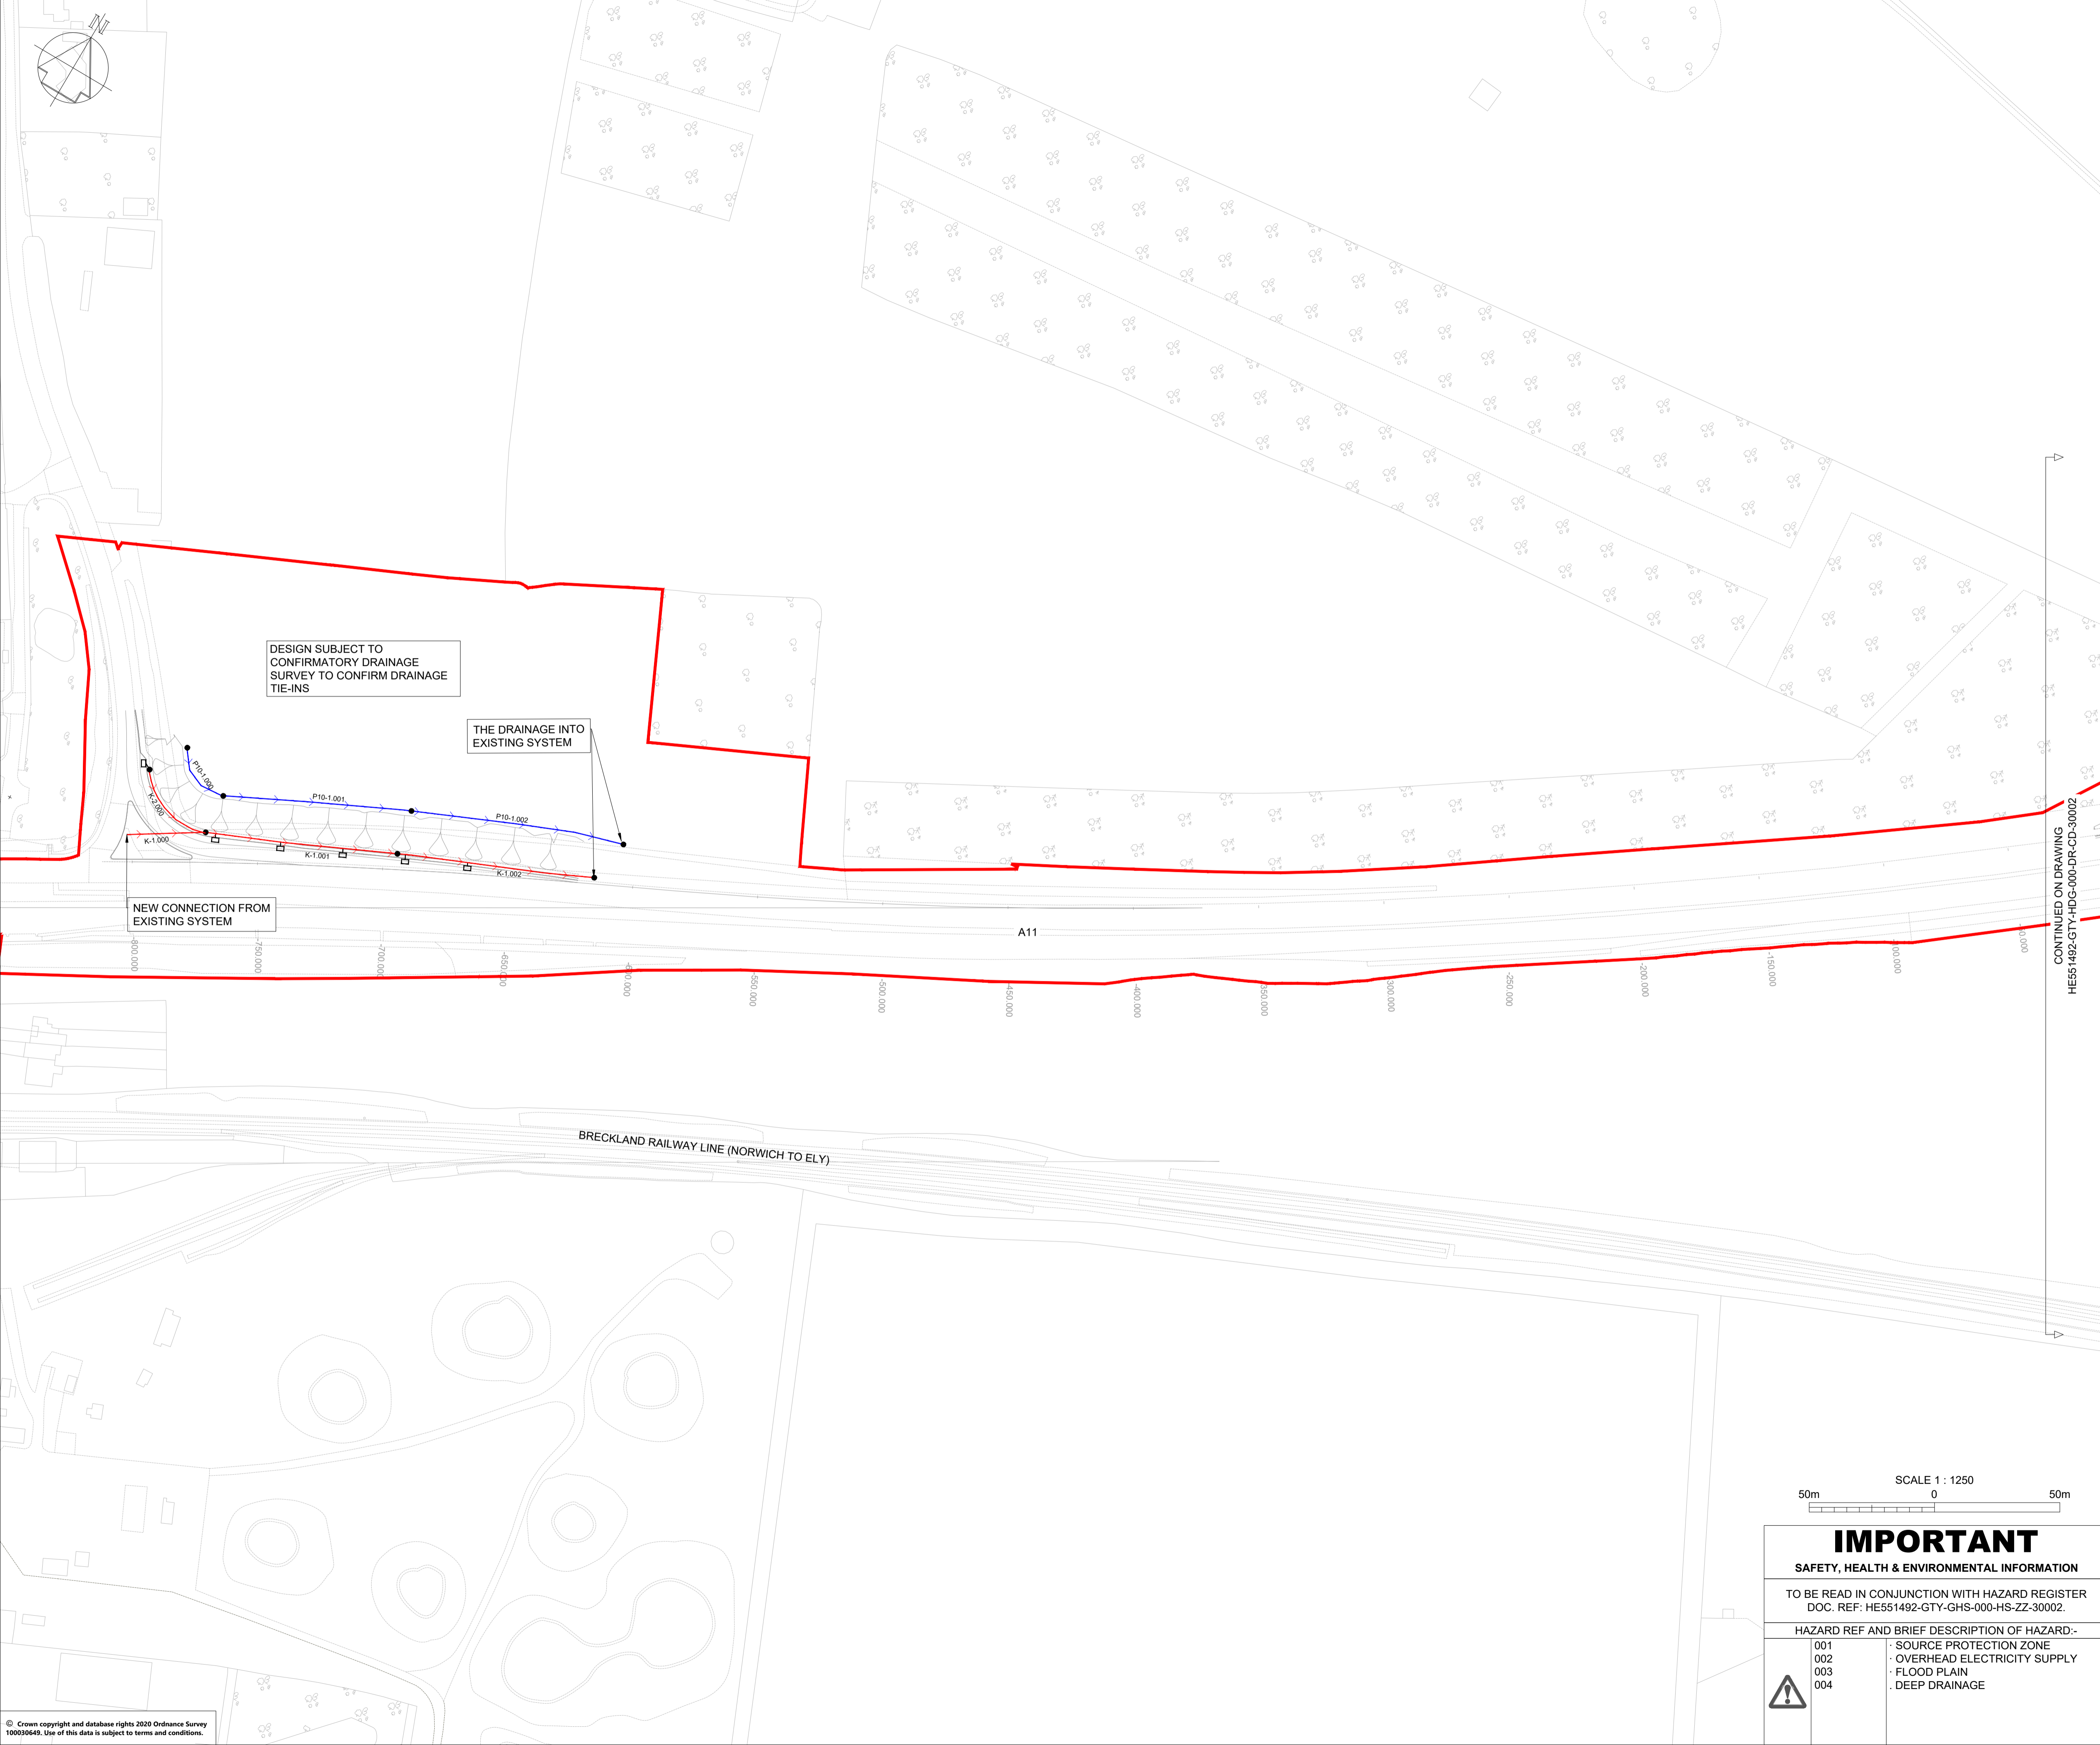 N
DESIGN SUBJECT TO
CONFIRMATORY DRAINAGE
SURVEY TO CONFIRM DRAINAGE
TIE-INS
THE DRAINAGE INTO
EXISTING SYSTEM
P10-1.000
P10-1.001
P10-1.002
K-2.000
K-1.000
K-1.001
K-1.002
NEW CONNECTION FROM
EXISTING SYSTEM
A11
-800.000
-750.000
-700.000
-650.000
-550.000
-500.000
-450.000
-400.000
-350.000
-300.000
-250.000
-200.000
-150.000
CONTINUED ON DRAWING
HE551492-GTY-HDG-000-DR-CD-30002
BRECKLAND RAILWAY LINE (NORWICH TO ELY)
SCALE 1 : 1250
50m 0 50m
IMPORTANT
SAFETY, HEALTH & ENVIRONMENTAL INFORMATION
TO BE READ IN CONJUNCTION WITH HAZARD REGISTER
DOC. REF: HE551492-GTY-GHS-000-HS-ZZ-30002.
HAZARD REF AND BRIEF DESCRIPTION OF HAZARD:-
001 · SOURCE PROTECTION ZONE
002 · OVERHEAD ELECTRICITY SUPPLY
003 · FLOOD PLAIN
004 . DEEP DRAINAGE
© Crown copyright and database rights 2020 Ordnance Survey
100030649. Use of this data is subject to terms and conditions.